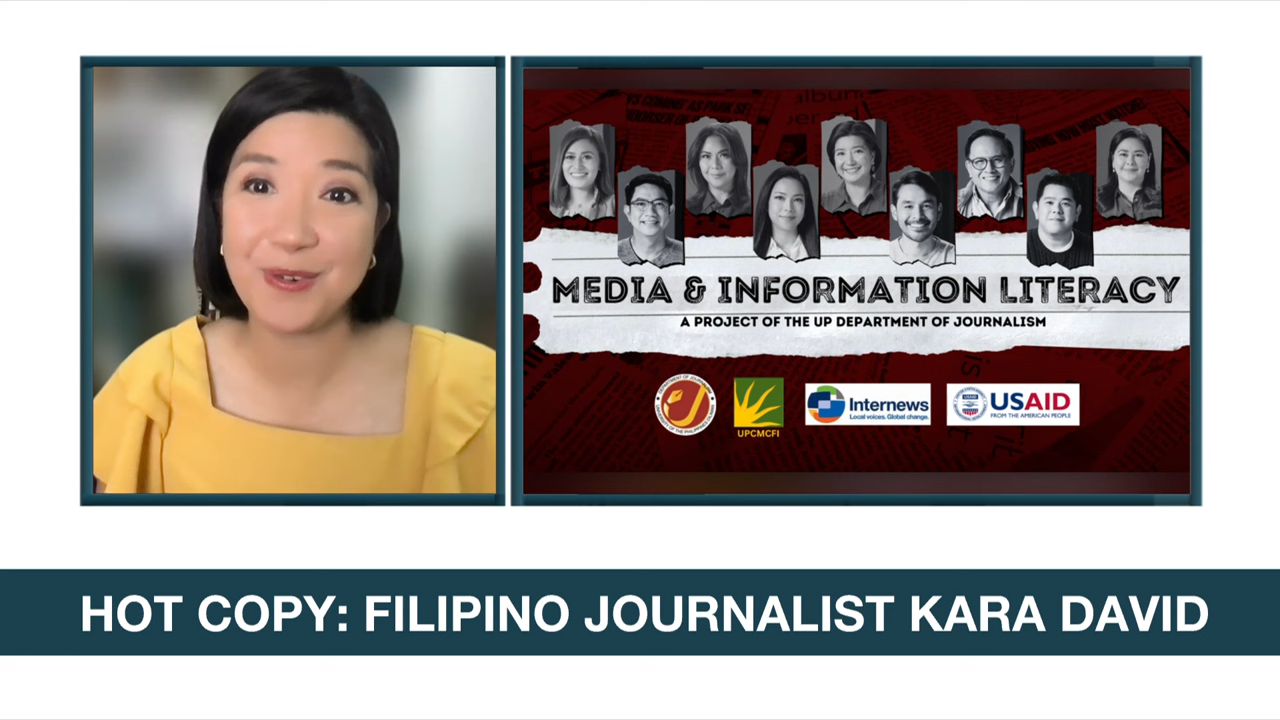 MEDIA & INFORMATION LITERACY
A PROJECT OF THE UP DEPARTMENT OF JOURNALISM
UPCMCFI
Internews
Local voices. Global change.
USAID
FROM THE AMERICAN PEOPLE
HOT COPY: FILIPINO JOURNALIST KARA DAVID